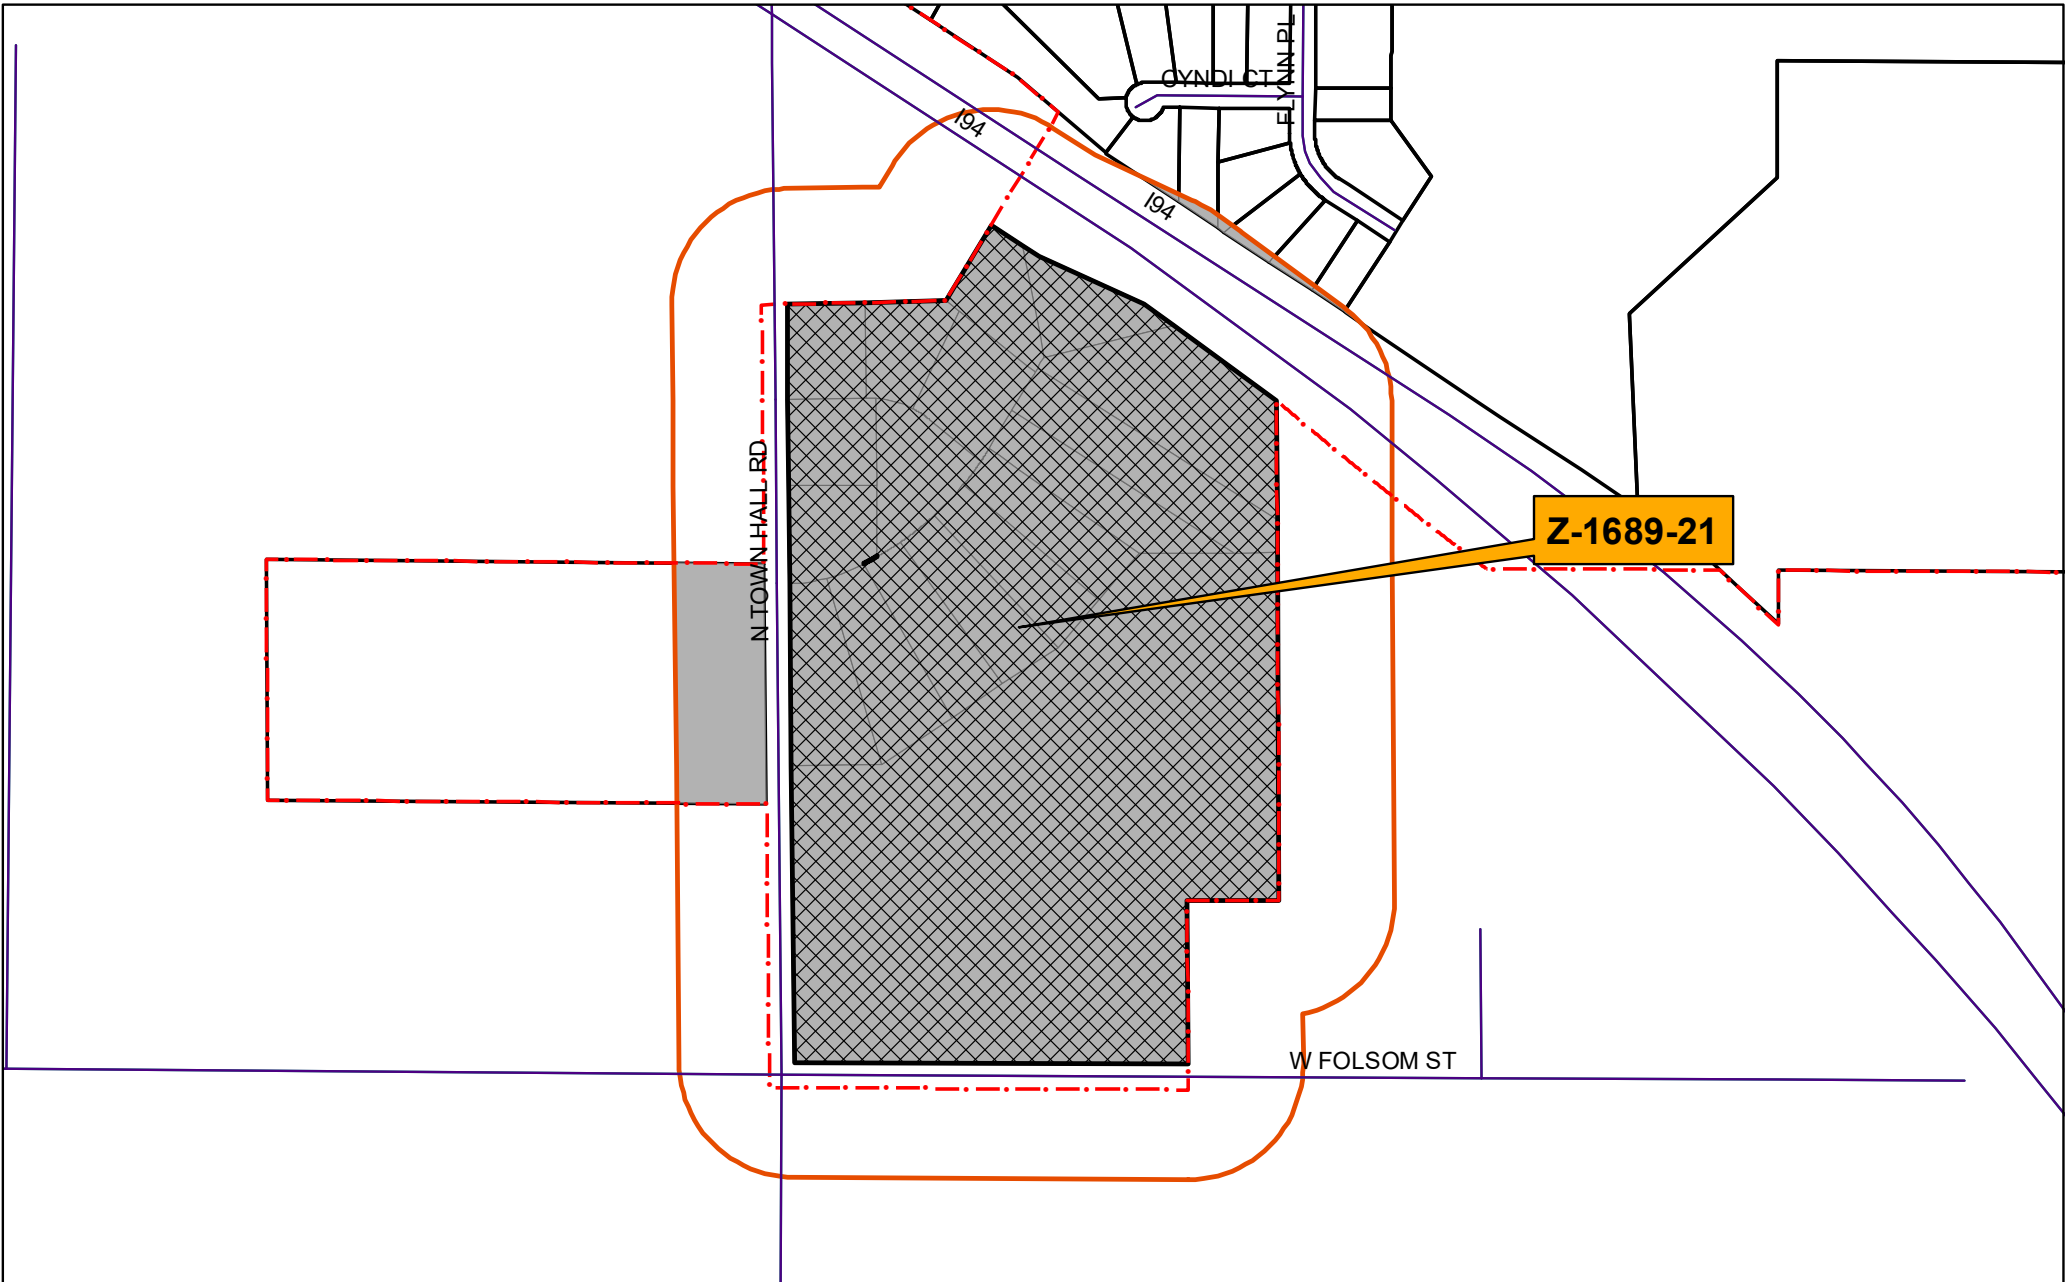 FLYNN PL
CYNDI CT
I94
I94
N TOWN HALL RD
Z-1689-21
W FOLSOM ST